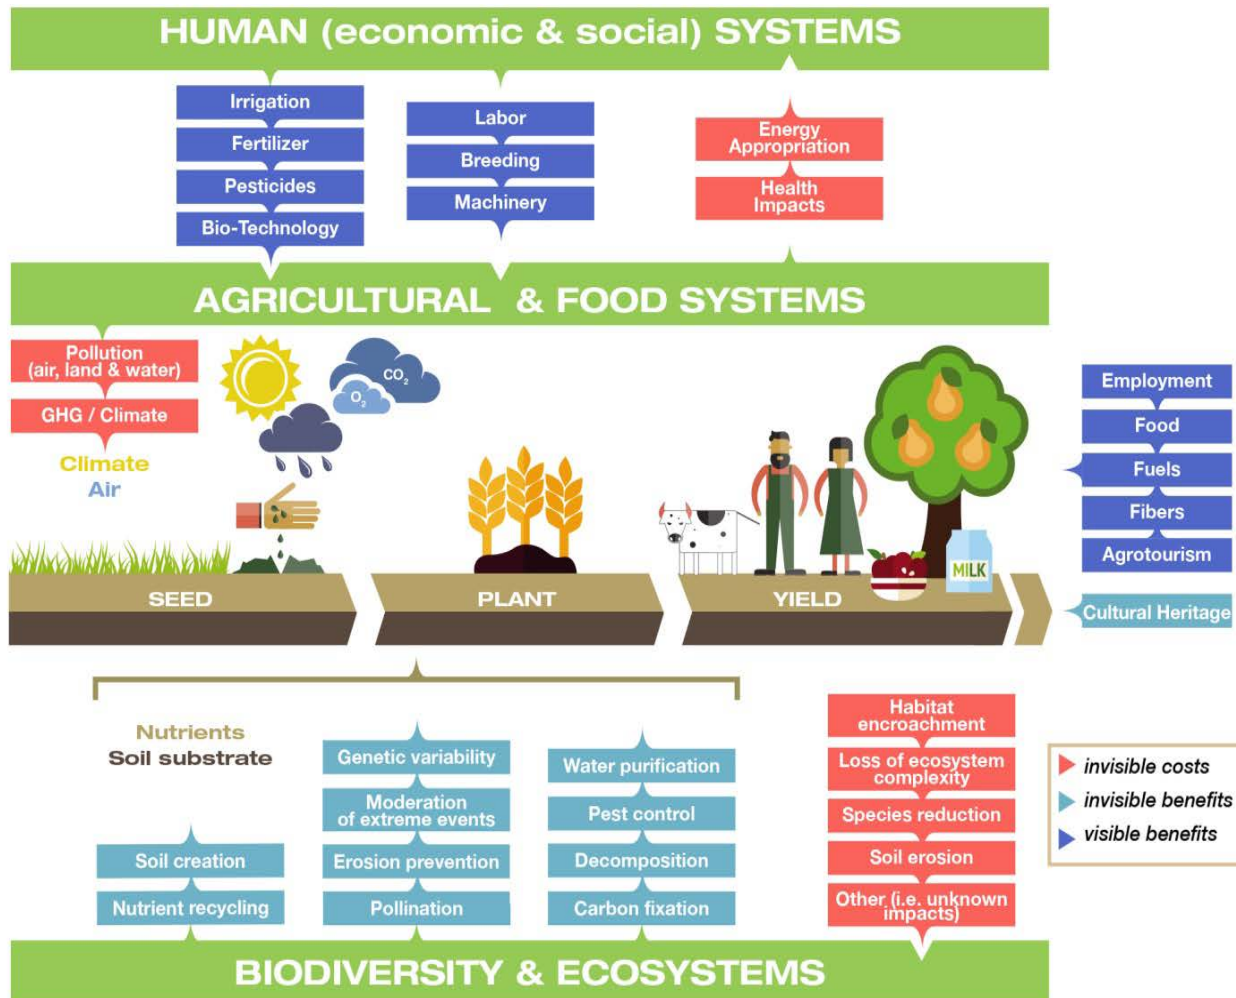 HUMAN (economic & social) SYSTEMS
Irrigation
Fertilizer
Pesticides
Bio-Technology
Labor
Breeding
Machinery
Energy
Appropriation
Health
Impacts
AGRICULTURAL & FOOD SYSTEMS
Pollution
(air, land & water)
GHG / Climate
Climate
Air
CO2
O2
Employment
Food
Fuels
Fibers
Agrotourism
Cultural Heritage
MILK
SEED
PLANT
YIELD
Nutrients
Soil substrate
Soil creation
Nutrient recycling
Genetic variability
Moderation
of extreme events
Erosion prevention
Pollination
Water purification
Pest control
Decomposition
Carbon fixation
Habitat
encroachment
Loss of ecosystem
complexity
Species reduction
Soil erosion
Other (i.e. unknown
impacts)
invisible costs
invisible benefits
visible benefits
BIODIVERSITY & ECOSYSTEMS